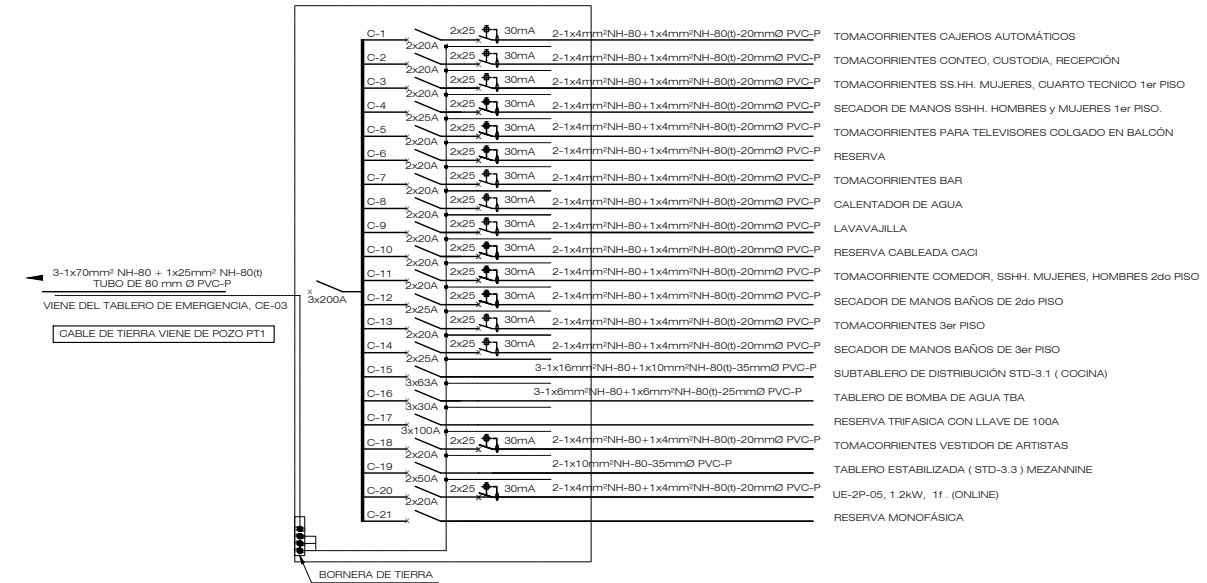 C-1 2x25 30mA 2-1x4mm²NH-80+1x4mm²NH-80(t)-20mmØ PVC-P TOMACORRIENTES CAJEROS AUTOMÁTICOS
2x20A
C-2 2x25 30mA 2-1x4mm²NH-80+1x4mm²NH-80(t)-20mmØ PVC-P TOMACORRIENTES CONTEO, CUSTODIA, RECEPCIÓN
2x20A
C-3 2x25 30mA 2-1x4mm²NH-80+1x4mm²NH-80(t)-20mmØ PVC-P TOMACORRIENTES SS.HH. MUJERES, CUARTO TECNICO 1er PISO
2x20A
C-4 2x25 30mA 2-1x4mm²NH-80+1x4mm²NH-80(t)-20mmØ PVC-P SECADOR DE MANOS SSHH. HOMBRES y MUJERES 1er PISO.
2x25A
C-5 2x25 30mA 2-1x4mm²NH-80+1x4mm²NH-80(t)-20mmØ PVC-P TOMACORRIENTES PARA TELEVISORES COLGADO EN BALCÓN
2x20A
C-6 2x25 30mA 2-1x4mm²NH-80+1x4mm²NH-80(t)-20mmØ PVC-P RESERVA
2x20A
C-7 2x25 30mA 2-1x4mm²NH-80+1x4mm²NH-80(t)-20mmØ PVC-P TOMACORRIENTES BAR
2x20A
C-8 2x25 30mA 2-1x4mm²NH-80+1x4mm²NH-80(t)-20mmØ PVC-P CALENTADOR DE AGUA
2x20A
C-9 2x25 30mA 2-1x4mm²NH-80+1x4mm²NH-80(t)-20mmØ PVC-P LAVAVAJILLA
2x20A
C-10 2x25 30mA 2-1x4mm²NH-80+1x4mm²NH-80(t)-20mmØ PVC-P RESERVA CABLEADA CACI
2x20A
C-11 2x25 30mA 2-1x4mm²NH-80+1x4mm²NH-80(t)-20mmØ PVC-P TOMACORRIENTE COMEDOR, SSHH. MUJERES, HOMBRES 2do PISO
2x20A
3-1x70mm² NH-80 + 1x25mm² NH-80(t)
TUBO DE 80 mm Ø PVC-P
3x200A
VIENE DEL TABLERO DE EMERGENCIA, CE-03
CABLE DE TIERRA VIENE DE POZO PT1
C-12 2x25 30mA 2-1x4mm²NH-80+1x4mm²NH-80(t)-20mmØ PVC-P SECADOR DE MANOS BAÑOS DE 2do PISO
2x25A
C-13 2x25 30mA 2-1x4mm²NH-80+1x4mm²NH-80(t)-20mmØ PVC-P TOMACORRIENTES 3er PISO
2x20A
C-14 2x25 30mA 2-1x4mm²NH-80+1x4mm²NH-80(t)-20mmØ PVC-P SECADOR DE MANOS BAÑOS DE 3er PISO
2x25A
C-15 3-1x16mm²NH-80+1x10mm²NH-80(t)-35mmØ PVC-P SUBTABLERO DE DISTRIBUCIÓN STD-3.1 ( COCINA)
3x63A
C-16 3-1x6mm²NH-80+1x6mm²NH-80(t)-25mmØ PVC-P TABLERO DE BOMBA DE AGUA TBA
3x30A
C-17 RESERVA TRIFASICA CON LLAVE DE 100A
3x100A
C-18 2x25 30mA 2-1x4mm²NH-80+1x4mm²NH-80(t)-20mmØ PVC-P TOMACORRIENTES VESTIDOR DE ARTISTAS
2x20A
C-19 2-1x10mm²NH-80-35mmØ PVC-P TABLERO ESTABILIZADA ( STD-3.3 ) MEZANNINE
2x50A
C-20 2x25 30mA 2-1x4mm²NH-80+1x4mm²NH-80(t)-20mmØ PVC-P UE-2P-05, 1.2kW, 1f . (ONLINE)
2x20A
C-21 RESERVA MONOFÁSICA
BORNERA DE TIERRA